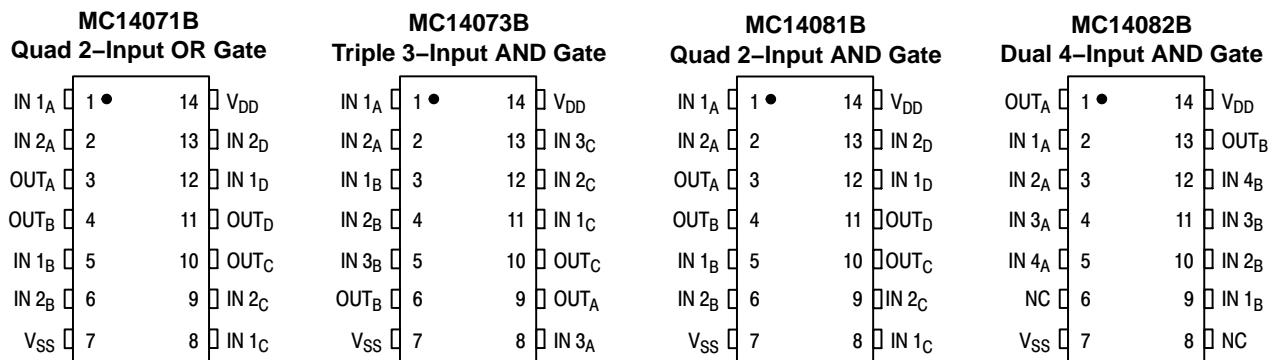 MC14071B
Quad 2–Input OR Gate
IN 1A 1 14 VDD
IN 2A 2 13 IN 2D
OUTA 3 12 IN 1D
OUTB 4 11 OUTD
IN 1B 5 10 OUTC
IN 2B 6 9 IN 2C
VSS 7 8 IN 1C
MC14073B
Triple 3–Input AND Gate
IN 1A 1 14 VDD
IN 2A 2 13 IN 3C
IN 1B 3 12 IN 2C
IN 2B 4 11 IN 1C
IN 3B 5 10 OUTC
OUTB 6 9 OUTA
VSS 7 8 IN 3A
MC14081B
Quad 2–Input AND Gate
IN 1A 1 14 VDD
IN 2A 2 13 IN 2D
OUTA 3 12 IN 1D
OUTB 4 11 OUTD
IN 1B 5 10 OUTC
IN 2B 6 9 IN 2C
VSS 7 8 IN 1C
MC14082B
Dual 4–Input AND Gate
OUTA 1 14 VDD
IN 1A 2 13 OUTB
IN 2A 3 12 IN 4B
IN 3A 4 11 IN 3B
IN 4A 5 10 IN 2B
NC 6 9 IN 1B
VSS 7 8 NC